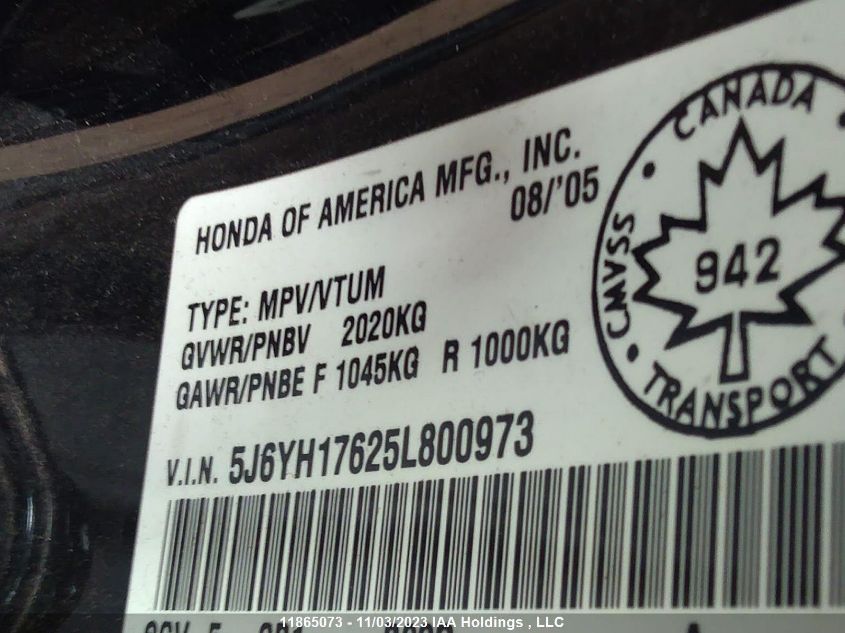 HONDA OF AMERICA MFG., INC.
08/'05
TYPE: MPV/VTUM
GVWR/PNBV 2020KG
GAWR/PNBE F 1045KG R 1000KG
V.I.N. 5J6YH17625L800973
CANADA
CMVSS
942
TRANSPORT
11865073 - 11/03/2023 IAA Holdings , LLC